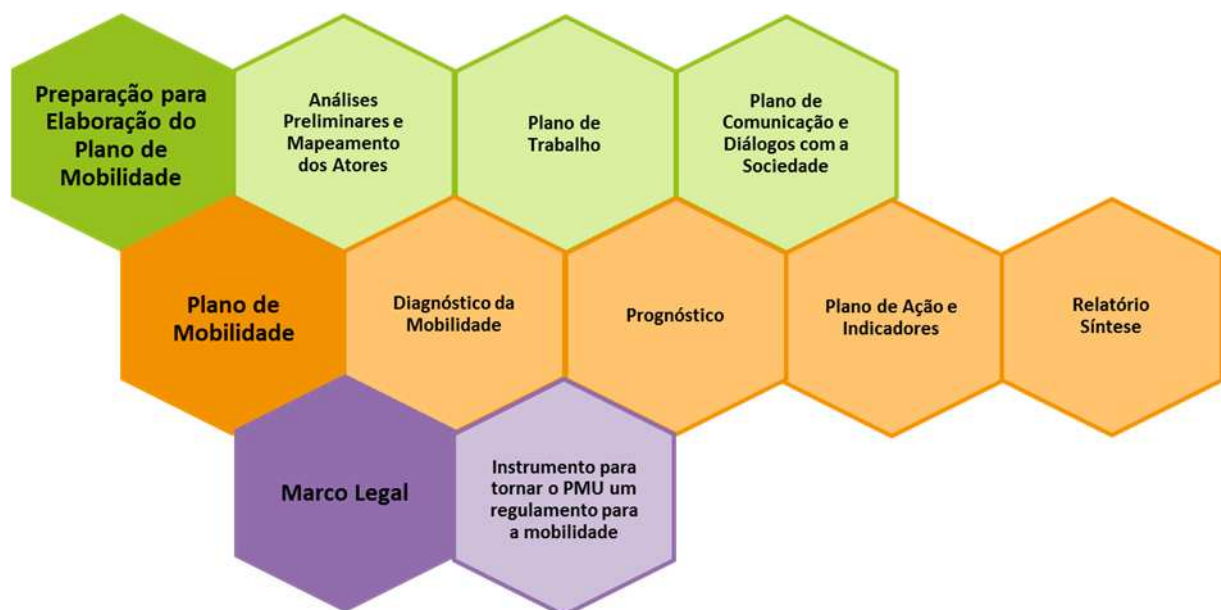 Preparação para
Elaboração do
Plano de
Mobilidade
Análises
Preliminares e
Mapeamento
dos Atores
Plano de
Trabalho
Plano de
Comunicação e
Diálogos com a
Sociedade
Plano de
Mobilidade
Diagnóstico da
Mobilidade
Prognóstico
Plano de Ação e
Indicadores
Relatório
Síntese
Marco Legal
Instrumento para
tornar o PMU um
regulamento para
a mobilidade